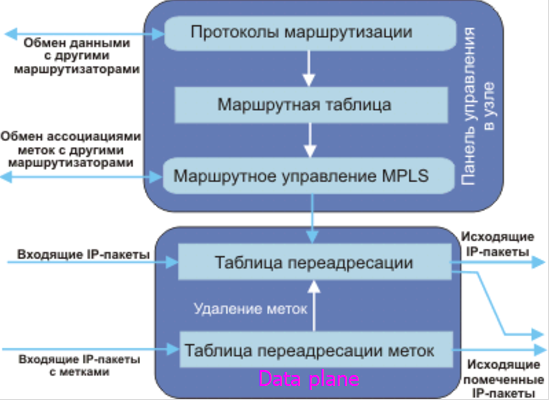 Протоколы маршрутизации
Обмен данными
с другими
маршрутизаторами
Маршрутная таблица
Панель управления
в узле
Обмен ассоциациями
меток с другими
маршрутизаторами
Маршрутное управление MPLS
Входящие IP-пакеты
Таблица переадресации
Исходящие
IP-пакеты
Удаление меток
Входящие IP-пакеты
с метками
Таблица переадресации меток
Исходящие
помеченные
IP-пакеты
Data plane